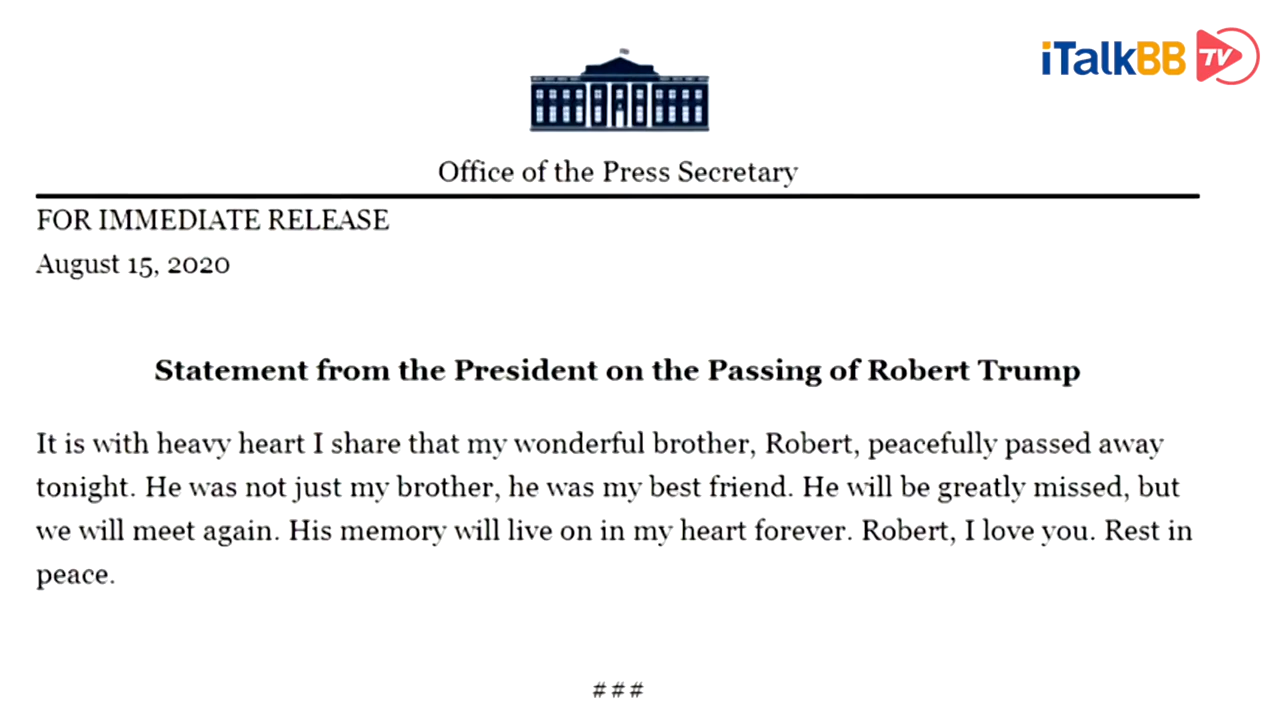 iTalkBB TV
Office of the Press Secretary
FOR IMMEDIATE RELEASE
August 15, 2020
Statement from the President on the Passing of Robert Trump
It is with heavy heart I share that my wonderful brother, Robert, peacefully passed away
tonight. He was not just my brother, he was my best friend. He will be greatly missed, but
we will meet again. His memory will live on in my heart forever. Robert, I love you. Rest in
peace.
# # #